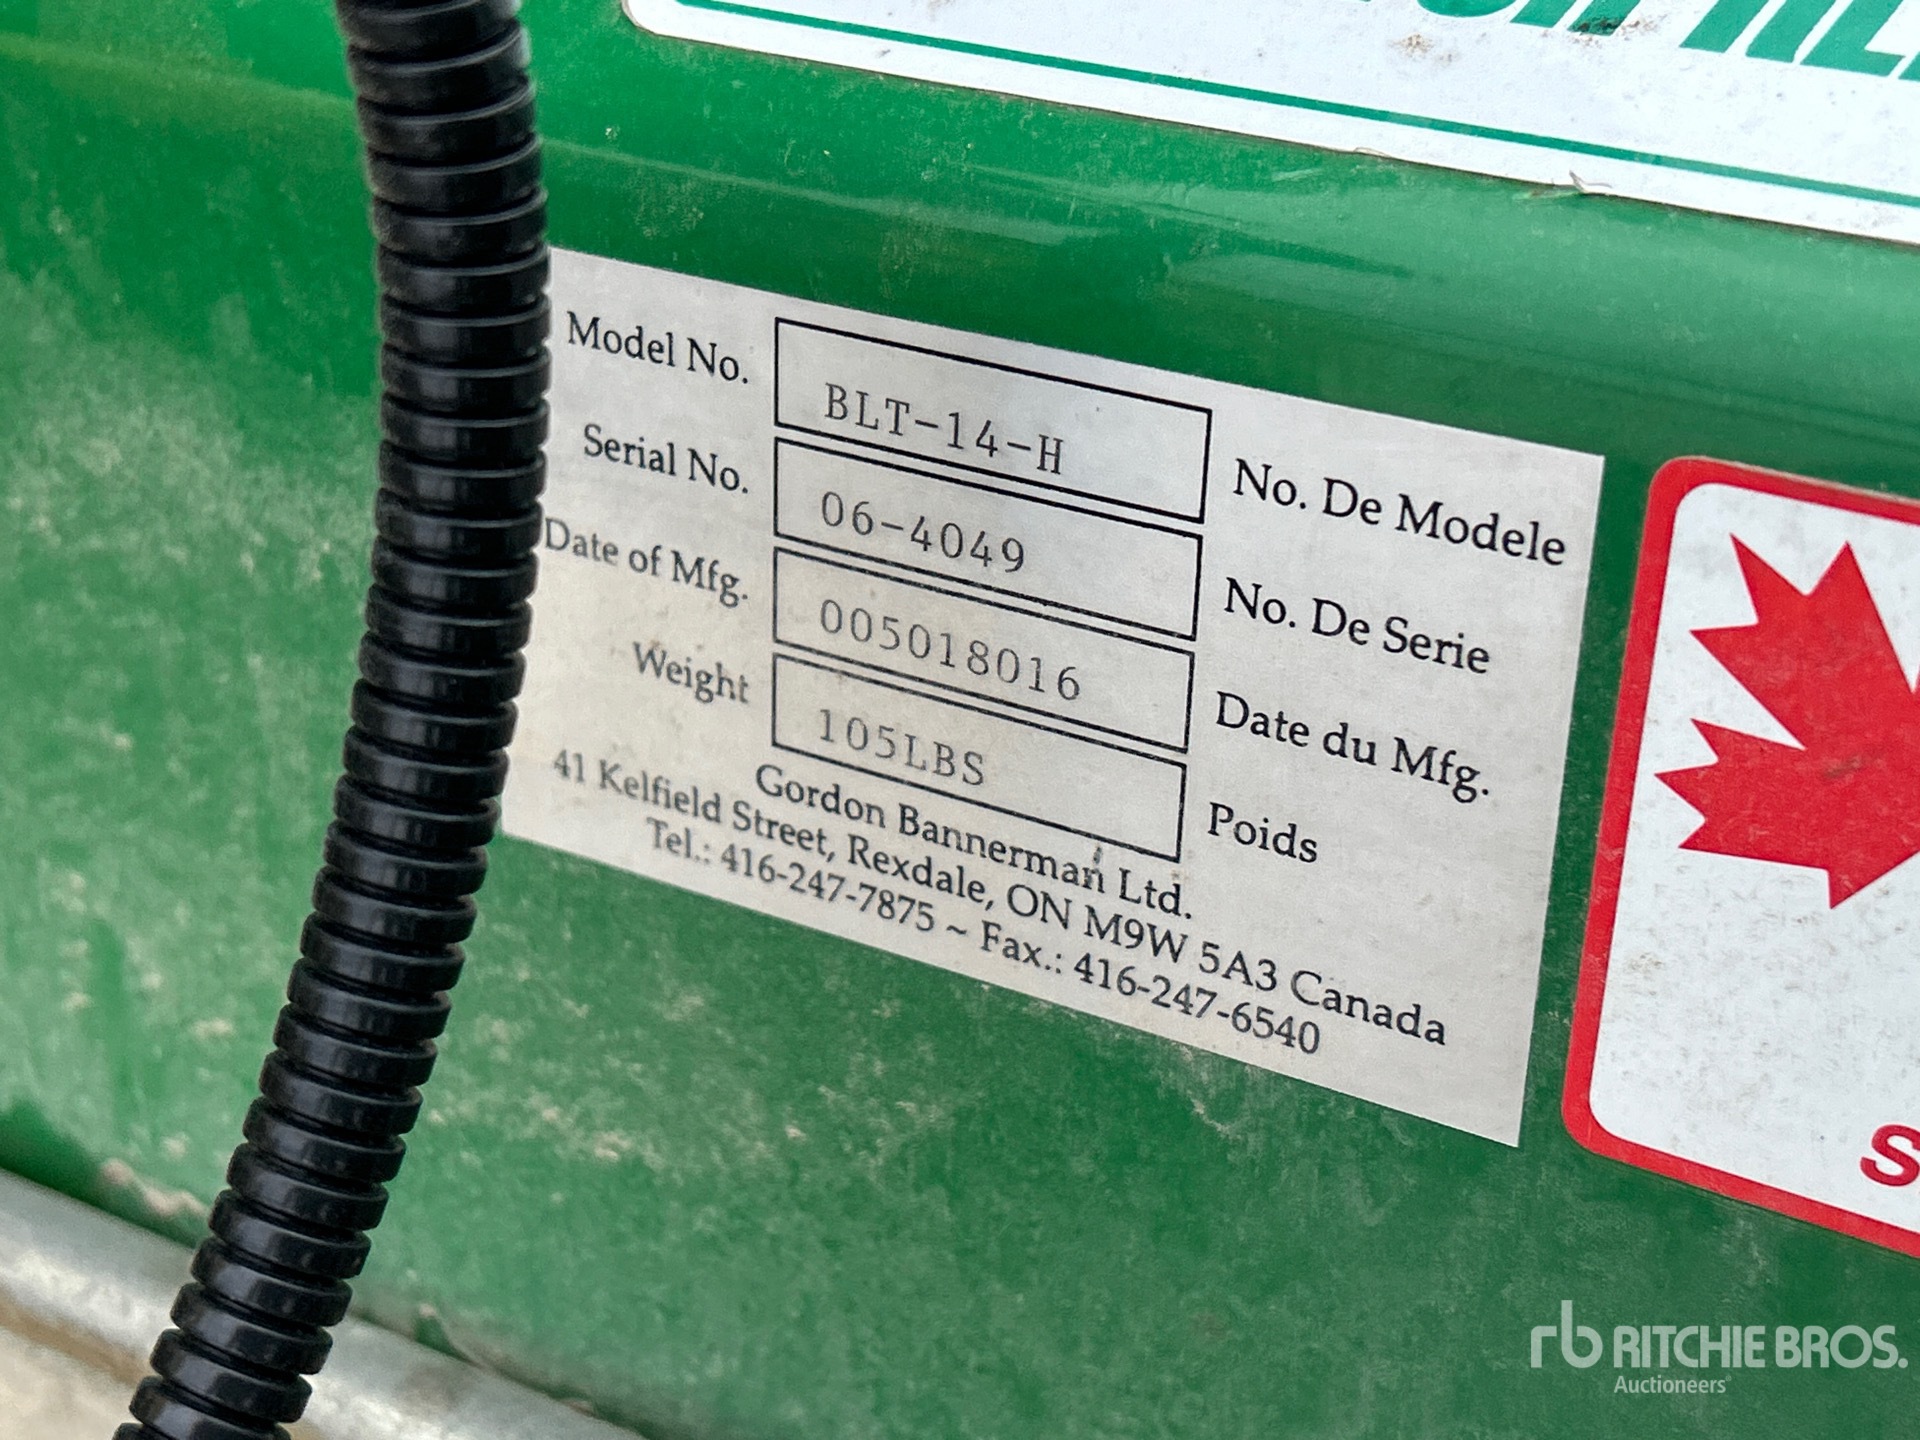 Model No. BLT-14-H No. De Modele
Serial No. 06-4049 No. De Serie
Date of Mfg. 005018016 Date du Mfg.
Weight 105LBS Poids
Gordon Bannerman Ltd.
41 Kelfield Street, Rexdale, ON M9W 5A3 Canada
Tel.: 416-247-7875 ~ Fax.: 416-247-6540
S
rb RITCHIE BROS.
Auctioneers